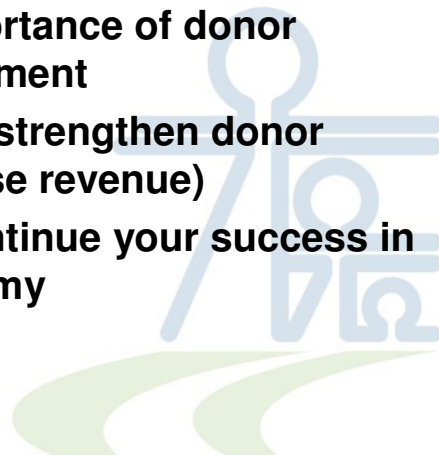 ortance of donor
ment
strengthen donor
se revenue)
ntinue your success in
my